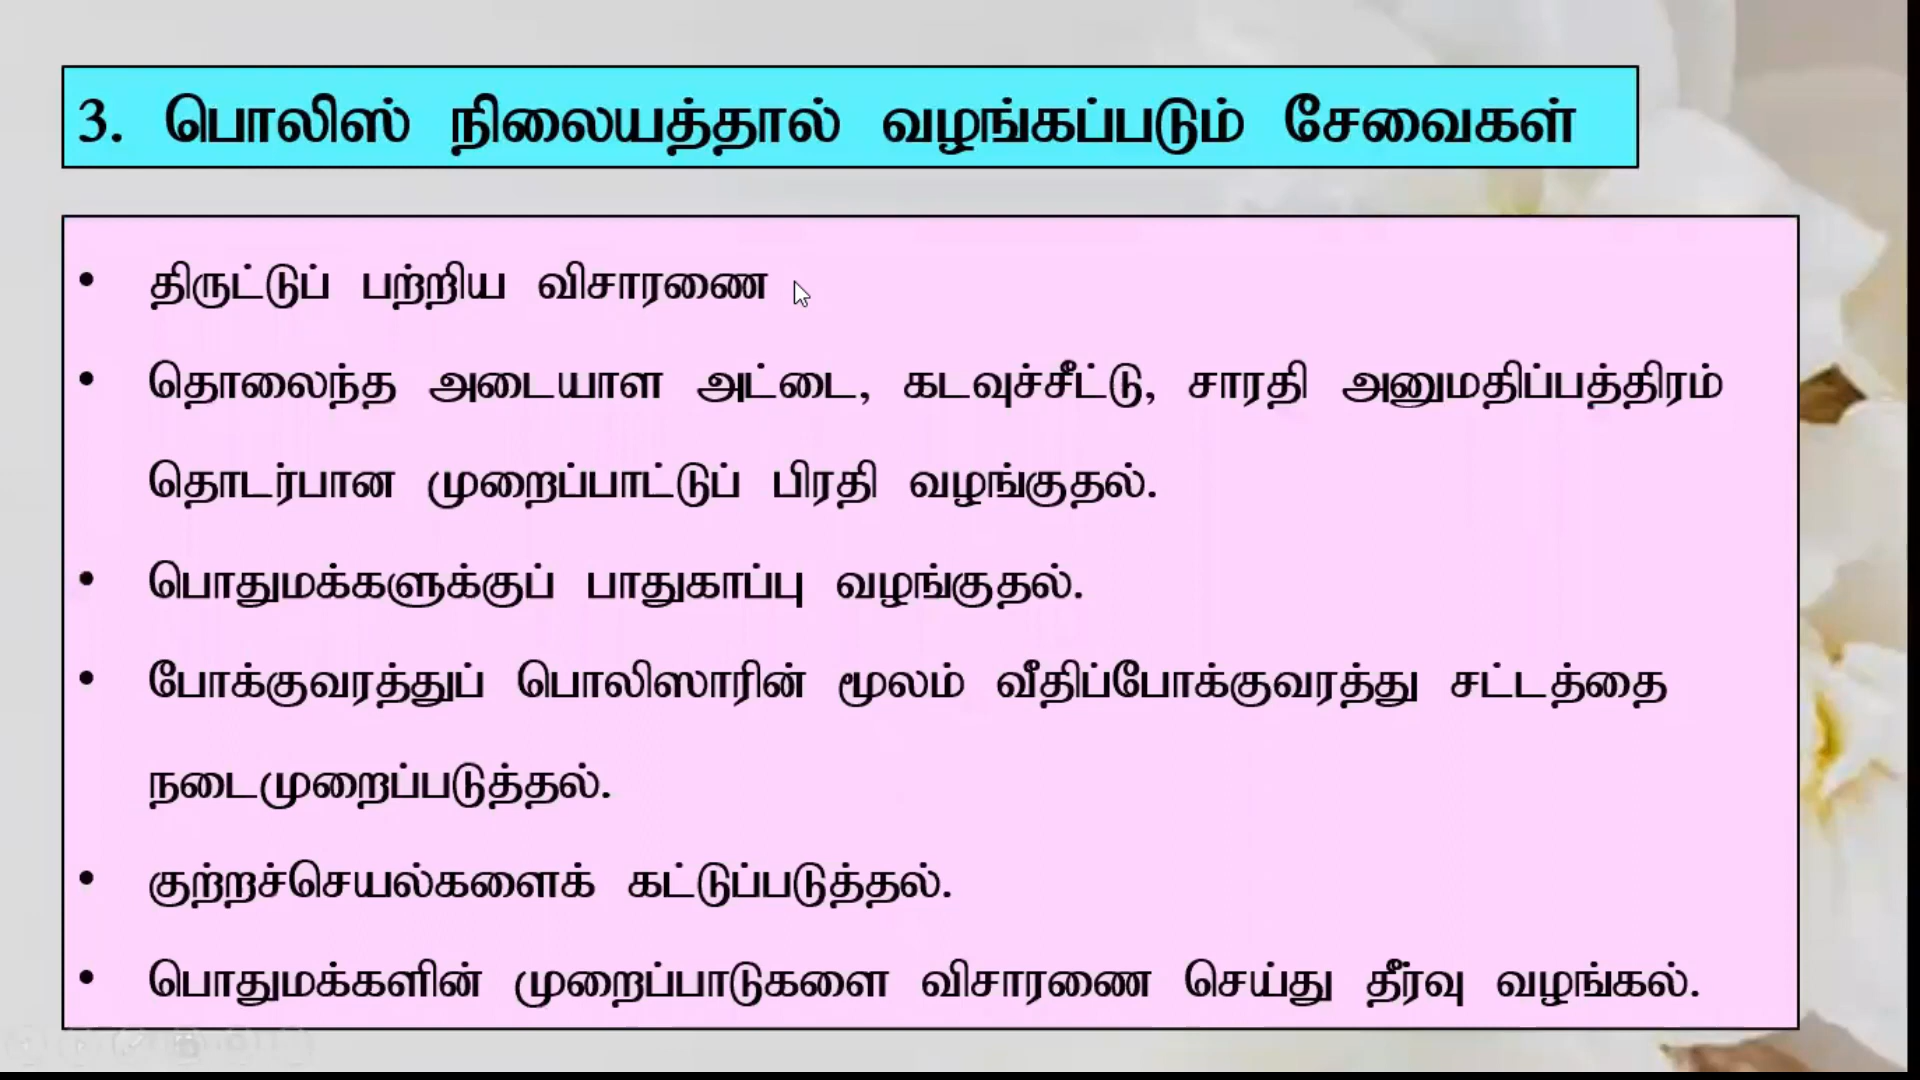 3. பொலிஸ் நிலையத்தால் வழங்கப்படும் சேவைகள்
• திருட்டுப் பற்றிய விசாரணை
• தொலைந்த அடையாள அட்டை, கடவுச்சீட்டு, சாரதி அனுமதிப்பத்திரம்
தொடர்பான முறைப்பாட்டுப் பிரதி வழங்குதல்.
• பொதுமக்களுக்குப் பாதுகாப்பு வழங்குதல்.
• போக்குவரத்துப் பொலிஸாரின் மூலம் வீதிப்போக்குவரத்து சட்டத்தை
நடைமுறைப்படுத்தல்.
• குற்றச்செயல்களைக் கட்டுப்படுத்தல்.
• பொதுமக்களின் முறைப்பாடுகளை விசாரணை செய்து தீர்வு வழங்கல்.